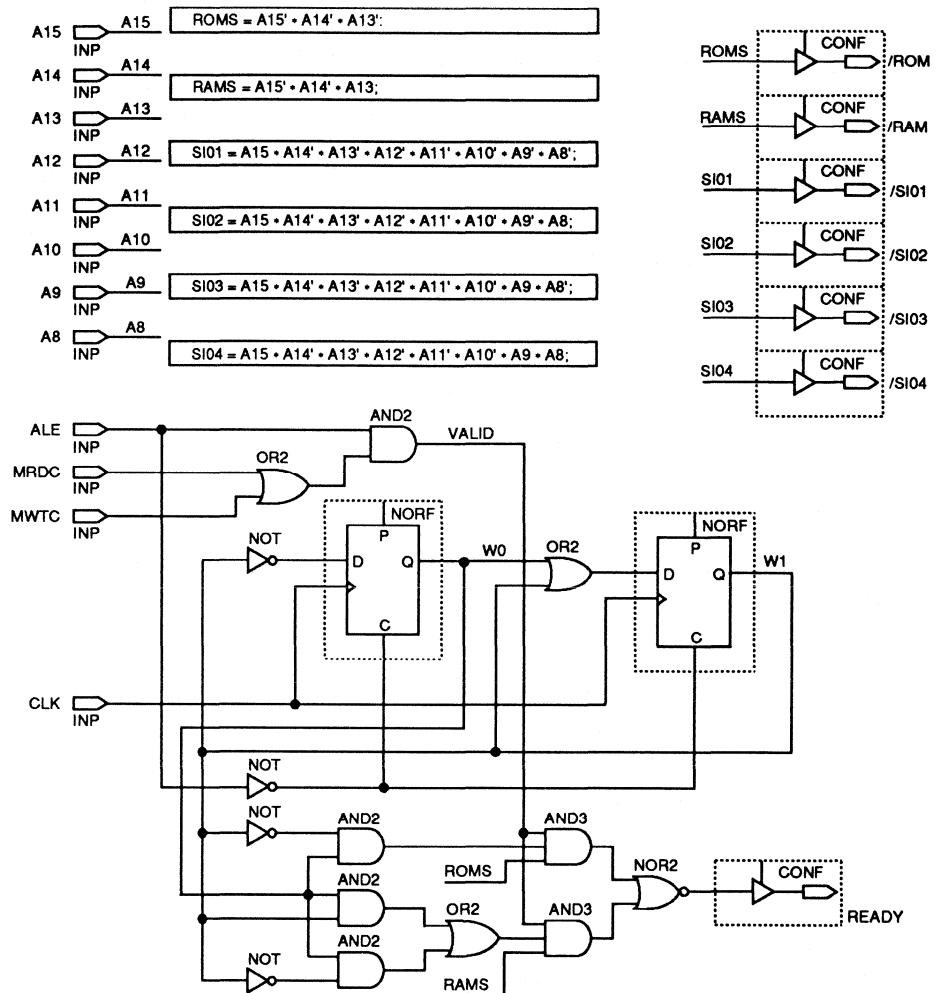 A15
INP
A15
ROMS = A15' * A14' * A13':
A14
INP
A14
RAMS = A15' * A14' * A13;
A13
INP
A13
A12
INP
A12
SI01 = A15 * A14' * A13' * A12' * A11' * A10' * A9' * A8';
A11
INP
A11
SI02 = A15 * A14' * A13' * A12' * A11' * A10' * A9' * A8;
A10
INP
A10
A9
INP
A9
SI03 = A15 * A14' * A13' * A12' * A11' * A10' * A9 * A8';
A8
INP
A8
SI04 = A15 * A14' * A13' * A12' * A11' * A10' * A9 * A8;
ROMS
CONF
/ROM
RAMS
CONF
/RAM
SI01
CONF
/SI01
SI02
CONF
/SI02
SI03
CONF
/SI03
SI04
CONF
/SI04
ALE
INP
AND2
VALID
MRDC
INP
OR2
MWTC
INP
NORF
P
NOT
D
Q
C
W0
OR2
NORF
P
D
Q
C
W1
CLK
INP
NOT
NOT
AND2
AND3
ROMS
NOR2
CONF
READY
AND2
OR2
AND3
NOT
AND2
RAMS